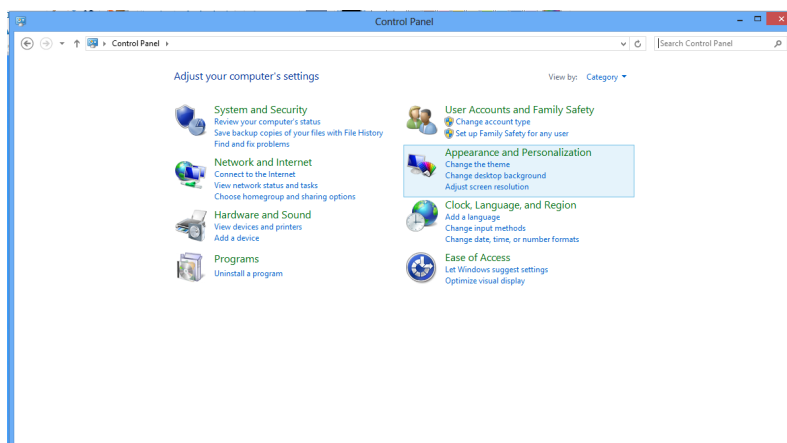 Control Panel
Control Panel
Search Control Panel
Adjust your computer's settings
View by: Category
System and Security
Review your computer's status
Save backup copies of your files with File History
Find and fix problems
Network and Internet
Connect to the Internet
View network status and tasks
Choose homegroup and sharing options
Hardware and Sound
View devices and printers
Add a device
Programs
Uninstall a program
User Accounts and Family Safety
Change account type
Set up Family Safety for any user
Appearance and Personalization
Change the theme
Change desktop background
Adjust screen resolution
Clock, Language, and Region
Add a language
Change input methods
Change date, time, or number formats
Ease of Access
Let Windows suggest settings
Optimize visual display